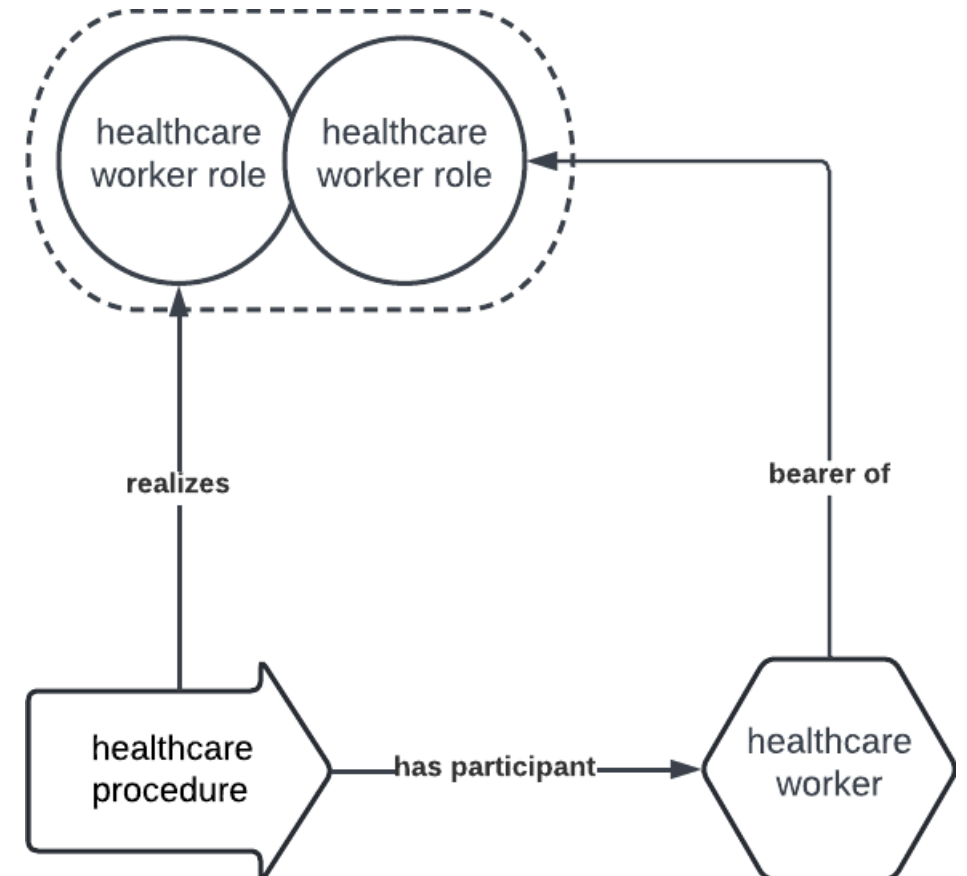 healthcare
worker role
healthcare
worker role
realizes
bearer of
healthcare
procedure
has participant
healthcare
worker